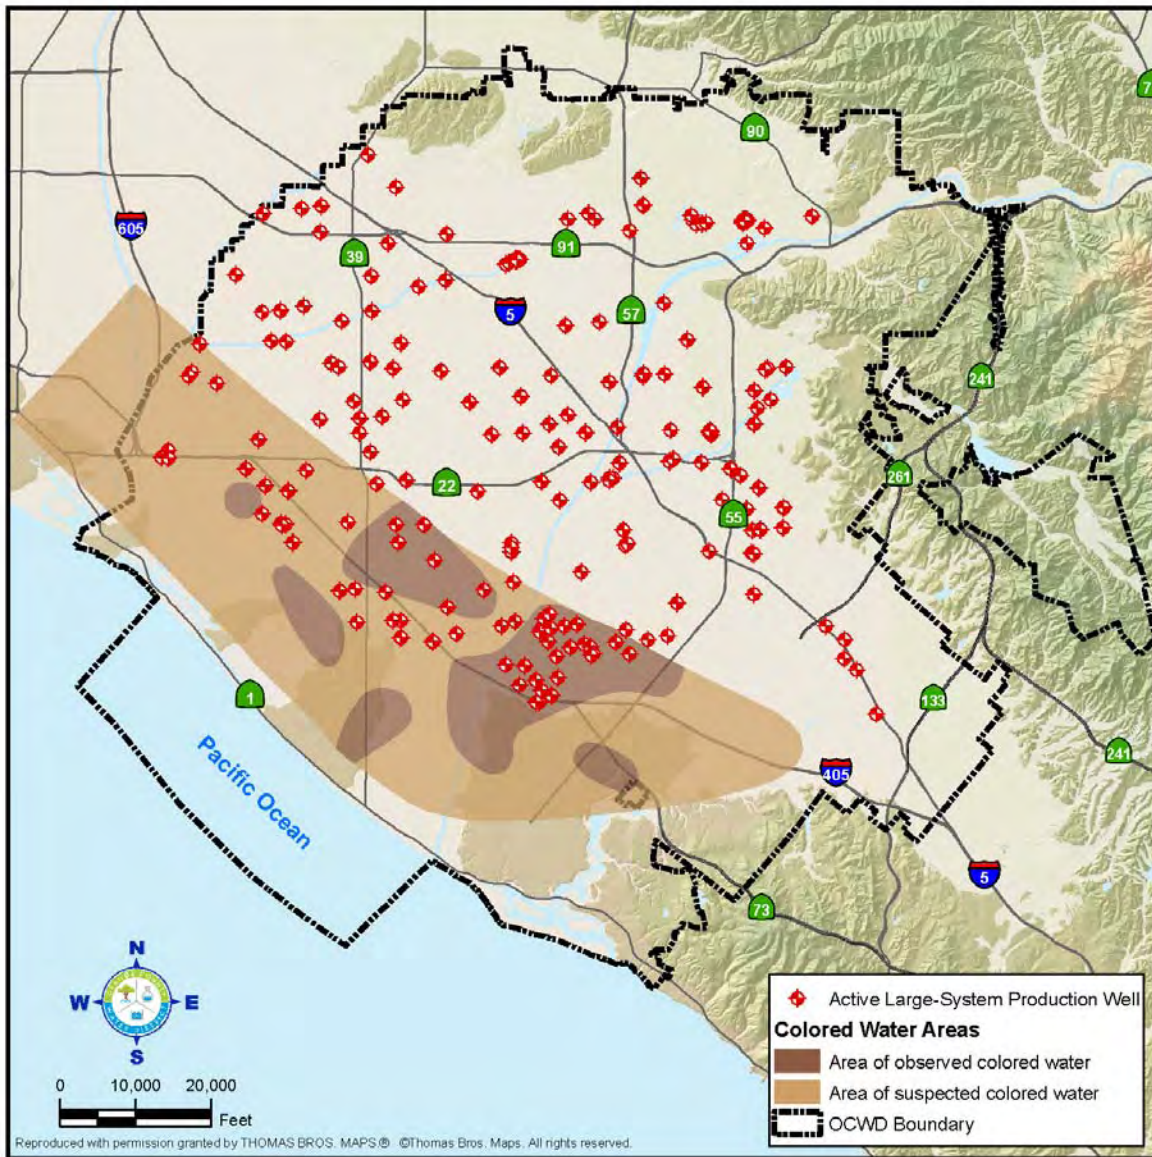 90
7
605
39
91
5
57
241
22
261
55
1
133
241
405
Pacific Ocean
5
73
N
W
E
S
0
10,000
20,000
Feet
Active Large-System Production Well
Colored Water Areas
Area of observed colored water
Area of suspected colored water
OCWD Boundary
Reproduced with permission granted by THOMAS BROS. MAPS.® ©Thomas Bros. Maps. All rights reserved.